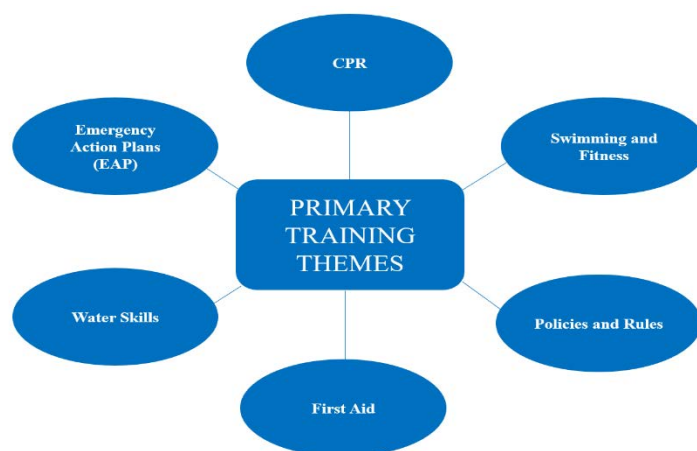 CPR
Emergency
Action Plans
(EAP)
Swimming and
Fitness
PRIMARY
TRAINING
THEMES
Water Skills
Policies and Rules
First Aid